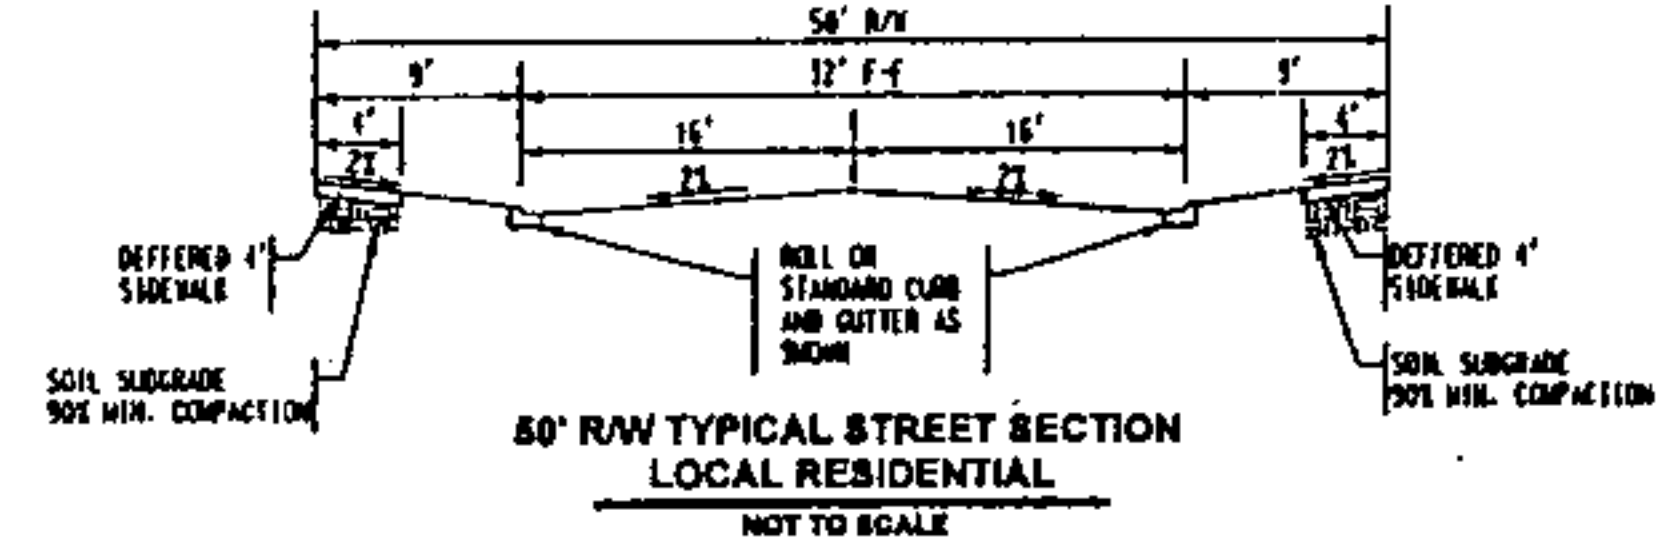 50' R/W
9' 32' F-F 9'
4' 16' 16' 4'
2% 2% 2% 2%
DEFFERED 4'
SIDEWALK
ROLL OR
STANDARD CURB
AND GUTTER AS
SHOWN
DEFFERED 4'
SIDEWALK
SOIL SUBGRADE
90% MIN. COMPACTION
SOIL SUBGRADE
90% MIN. COMPACTION
50' R/W TYPICAL STREET SECTION
LOCAL RESIDENTIAL
NOT TO SCALE